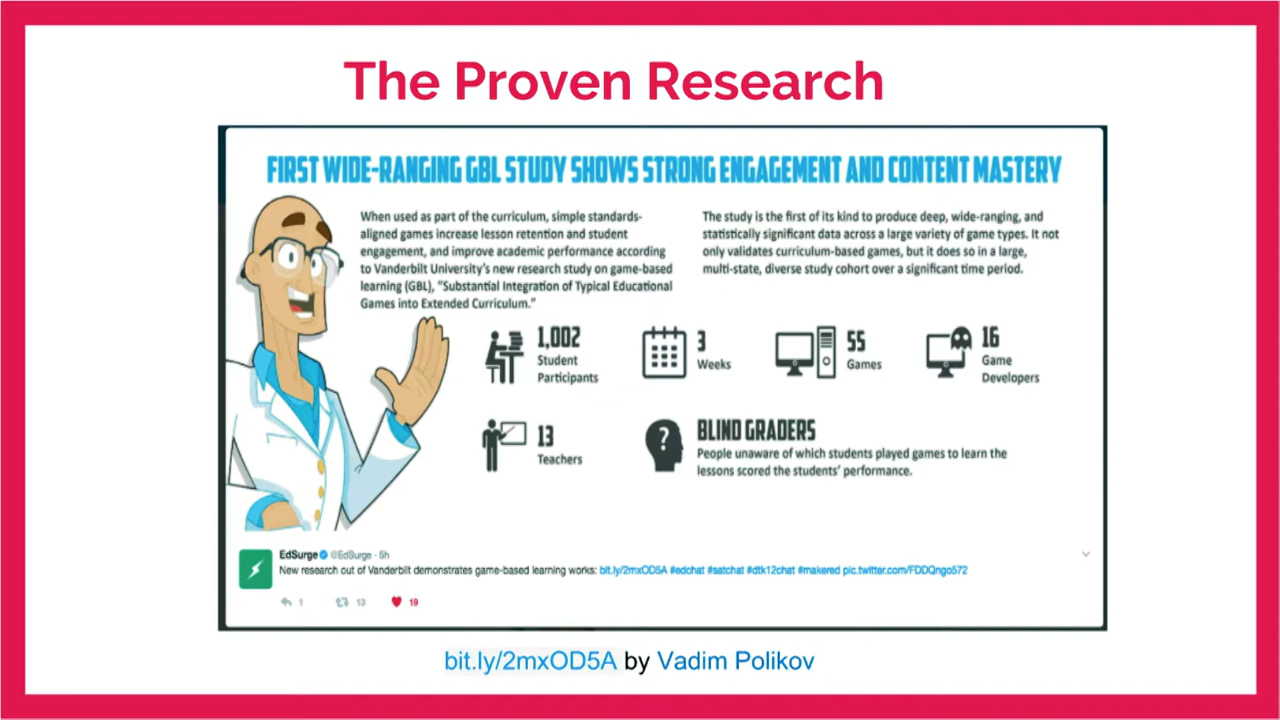 The Proven Research
FIRST WIDE-RANGING GBL STUDY SHOWS STRONG ENGAGEMENT AND CONTENT MASTERY
When used as part of the curriculum, simple standards-
aligned games increase lesson retention and student
engagement, and improve academic performance according
to Vanderbilt University's new research study on game-based
learning (GBL), "Substantial Integration of Typical Educational
Games into Extended Curriculum."
The study is the first of its kind to produce deep, wide-ranging, and
statistically significant data across a large variety of game types. It not
only validates curriculum-based games, but it does so in a large,
multi-state, diverse study cohort over a significant time period.
1,002
Student
Participants
3
Weeks
55
Games
16
Game
Developers
13
Teachers
?
BLIND GRADERS
People unaware of which students played games to learn the
lessons scored the students' performance.
EdSurge @EdSurge · 5h
New research out of Vanderbilt demonstrates game-based learning works: bit.ly/2mxOD5A #edchat #satchat #dtk12chat #makered pic.twitter.com/FDDQngo572
1 13 19
bit.ly/2mxOD5A by Vadim Polikov